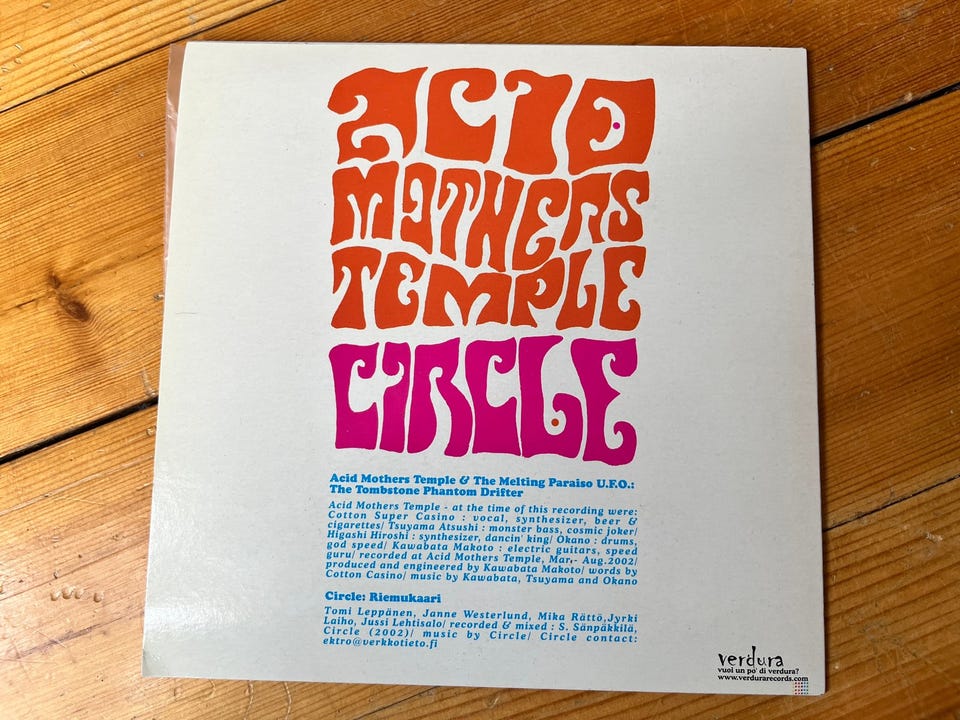 ACID
MOTHERS
TEMPLE
CIRCLE
Acid Mothers Temple & The Melting Paraiso U.F.O.:
The Tombstone Phantom Drifter
Acid Mothers Temple - at the time of this recording were:
Cotton Super Casino : vocal, synthesizer, beer &
cigarettes/ Tsuyama Atsushi : monster bass, cosmic joker/
Higashi Hiroshi : synthesizer, dancin' king/ Okano : drums,
god speed/ Kawabata Makoto : electric guitars, speed
guru/ recorded at Acid Mothers Temple, Mar,- Aug.2002/
produced and engineered by Kawabata Makoto/ words by
Cotton Casino/ music by Kawabata, Tsuyama and Okano
Circle: Riemukaari
Tomi Leppänen, Janne Westerlund, Mika Rättö,Jyrki
Laiho, Jussi Lehtisalo/ recorded & mixed : S. Sänpäkkilä,
Circle (2002)/ music by Circle/ Circle contact:
ektro@verkkotieto.fi
verdura
vuoi un po' di verdura?
www.verdurarecords.com